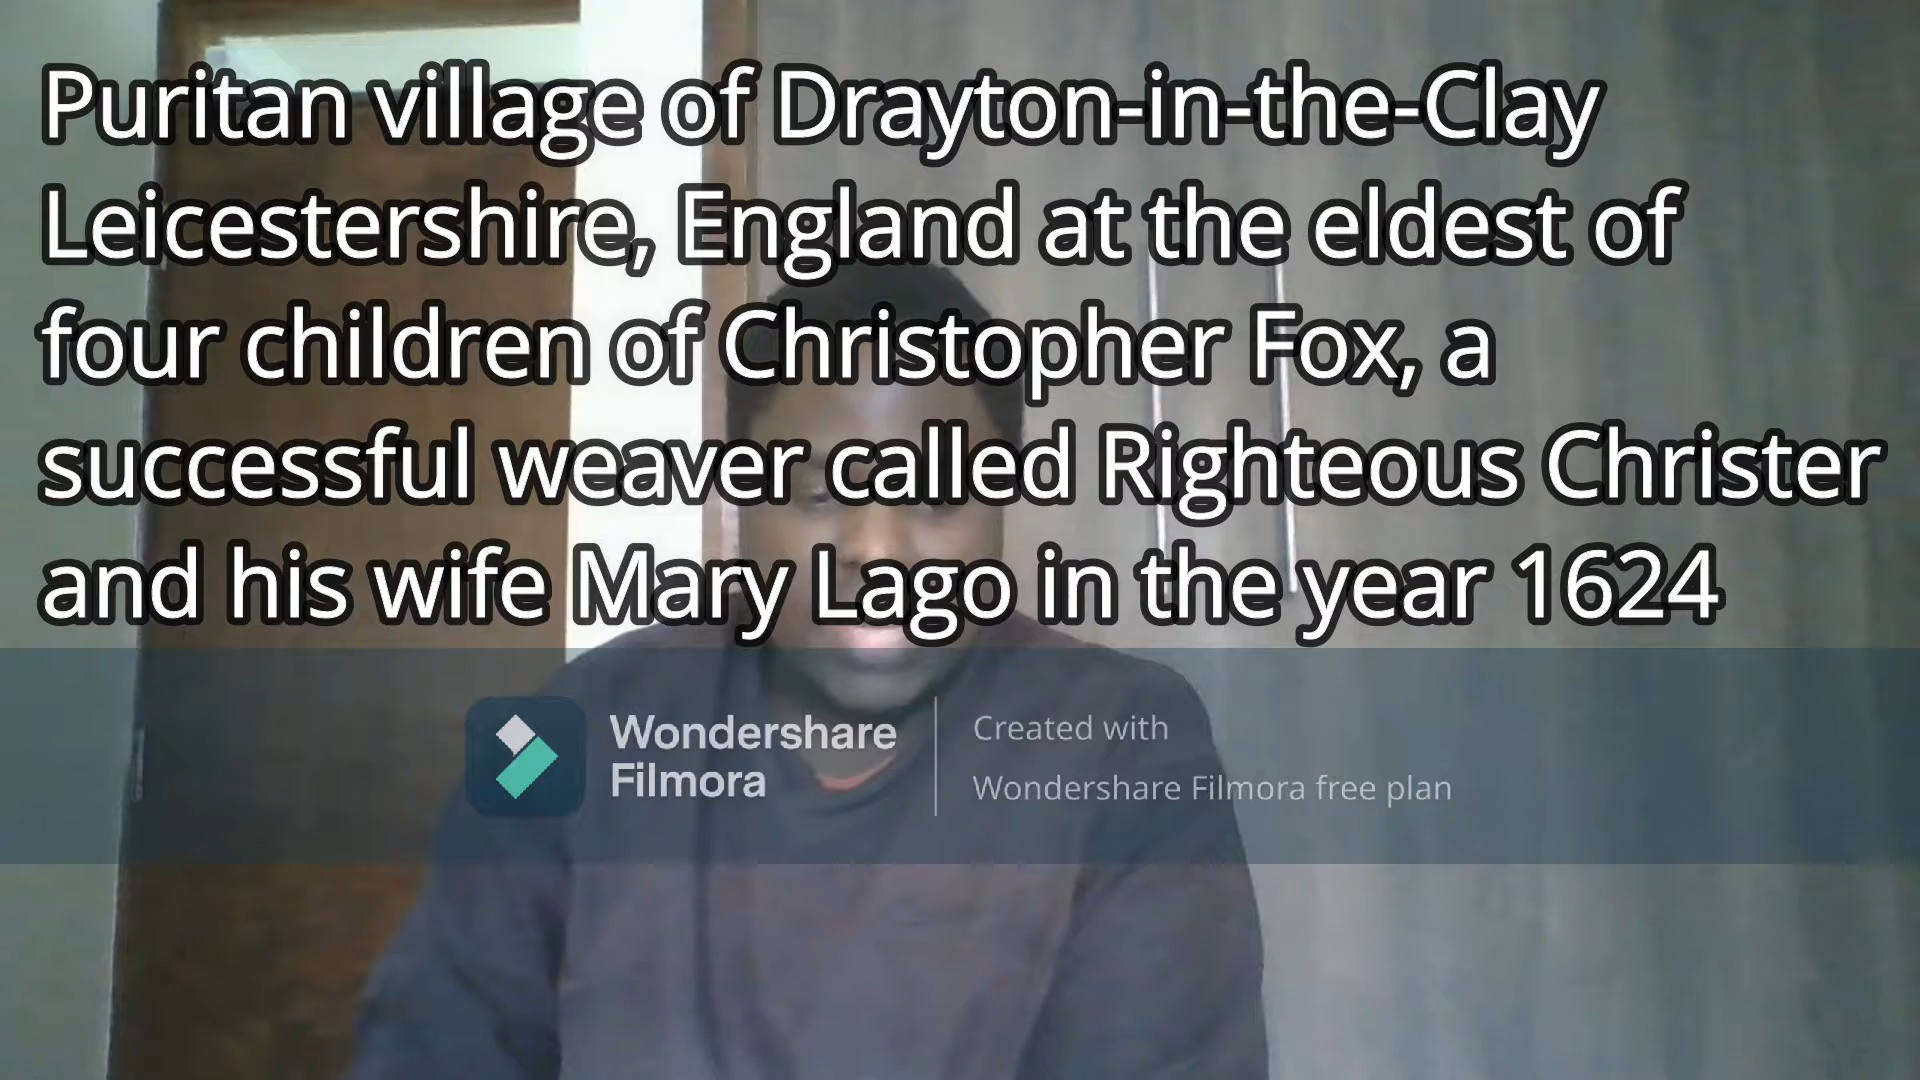 Puritan village of Drayton-in-the-Clay
Leicestershire, England at the eldest of
four children of Christopher Fox, a
successful weaver called Righteous Christer
and his wife Mary Lago in the year 1624
Wondershare
Filmora
Created with
Wondershare Filmora free plan